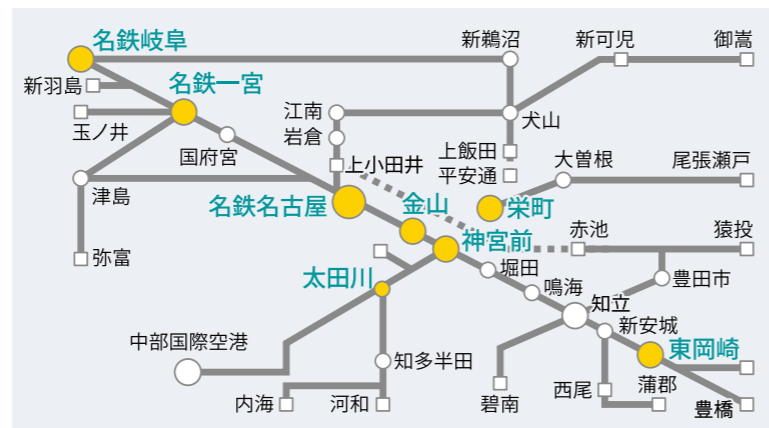 名鉄岐阜
新鵜沼
新可児
御嵩
新羽島
名鉄一宮
江南
犬山
玉ノ井
岩倉
国府宮
上小田井
上飯田
平安通
大曽根
尾張瀬戸
津島
名鉄名古屋
金山
栄町
神宮前
赤池
猿投
弥富
太田川
堀田
鳴海
豊田市
知立
新安城
中部国際空港
知多半田
東岡崎
内海
河和
碧南
西尾
蒲郡
豊橋